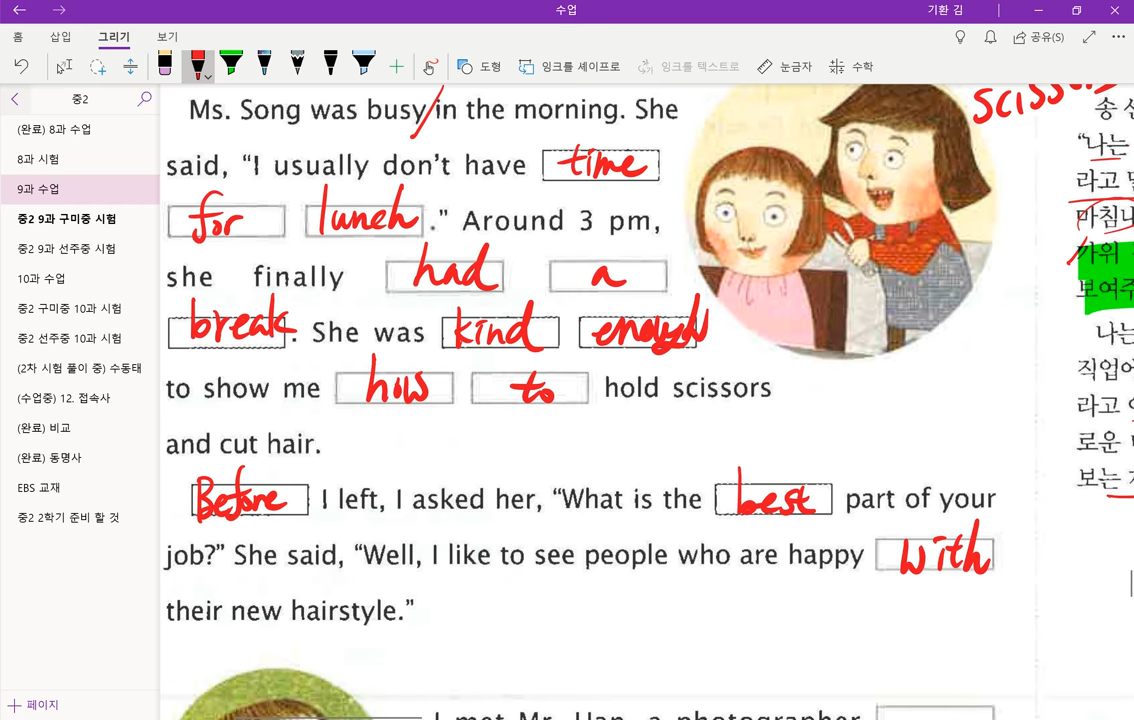 수업
기환 김
홈 삽입 그리기 보기
공유(S)
도형 잉크를 셰이프로 잉크를 텍스트로 눈금자 수학
중2
(완료) 8과 수업
8과 시험
9과 수업
중2 9과 구미중 시험
중2 9과 선주중 시험
10과 수업
중2 구미중 10과 시험
중2 선주중 10과 시험
(2차 시험 풀이 중) 수동태
(수업중) 12. 접속사
(완료) 비교
(완료) 동명사
EBS 교재
중2 2학기 준비 할 것
페이지
Ms. Song was busy in the morning. She
said, “I usually don’t have time
for lunch.” Around 3 pm,
she finally had a
break. She was kind enough
to show me how to hold scissors
and cut hair.
Before I left, I asked her, “What is the best part of your
job?” She said, “Well, I like to see people who are happy with
their new hairstyle.”
I met Mr. Han, a photographer
송
“나는
라고
마침내
까위
보여주
나는
직업
라고
로운
보는